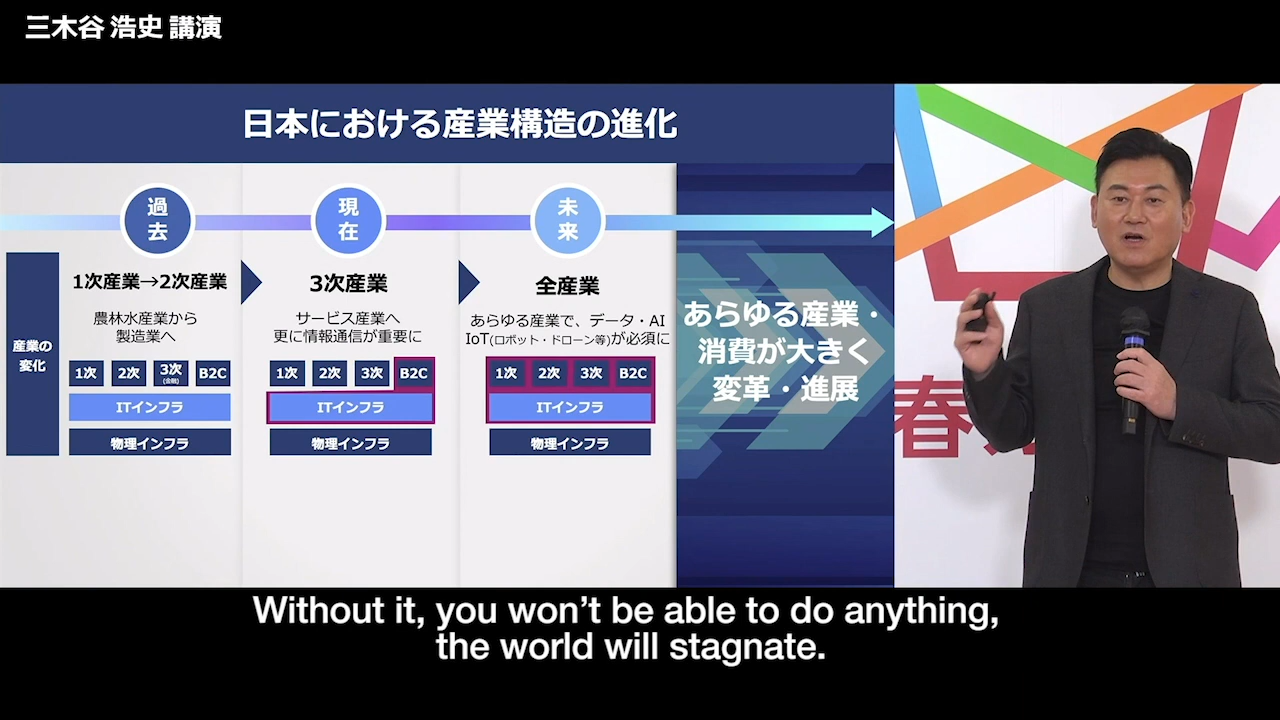 三木谷 浩史 講演
日本における産業構造の進化
過去
現在
未来
産業の
変化
1次産業→2次産業
農林水産業から
製造業へ
1次 2次 3次 B2C
(金融)
ITインフラ
物理インフラ
3次産業
サービス産業へ
更に情報通信が重要に
1次 2次 3次 B2C
ITインフラ
物理インフラ
全産業
あらゆる産業で、データ・AI
IoT(ロボット・ドローン等)が必須に
1次 2次 3次 B2C
ITインフラ
物理インフラ
あらゆる産業・
消費が大きく
変革・進展
春
Without it, you won’t be able to do anything,
the world will stagnate.